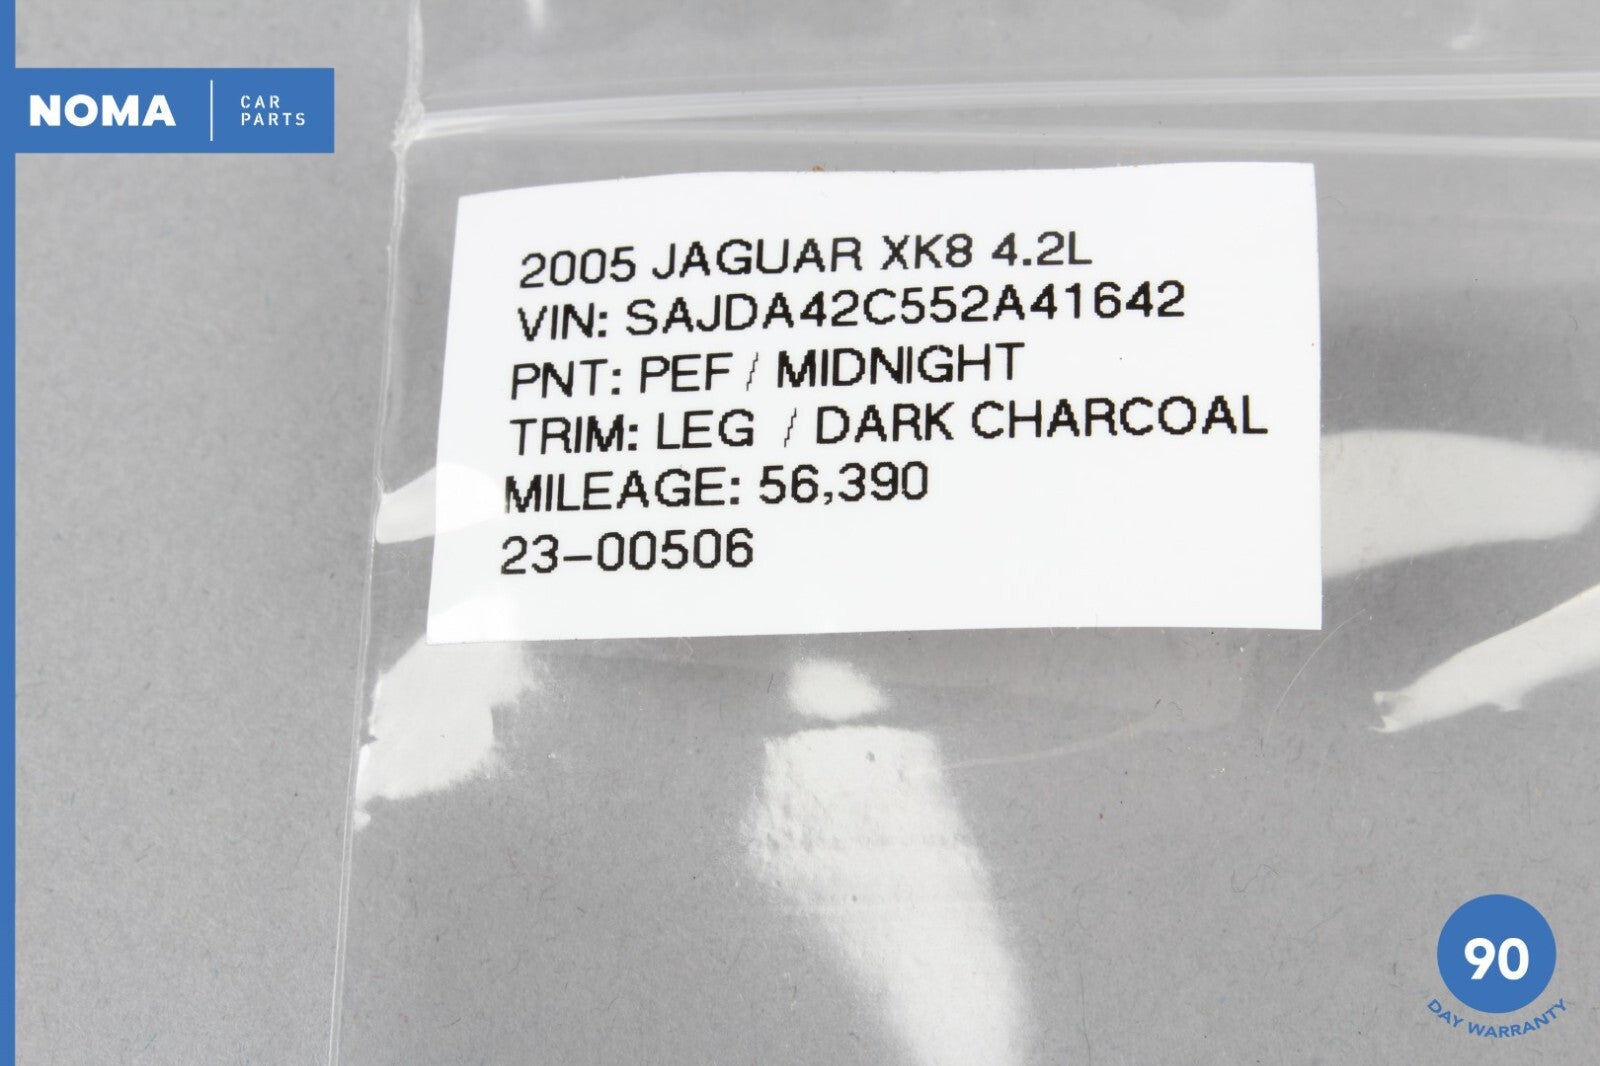 NOMA
CAR
PARTS
2005 JAGUAR XK8 4.2L
VIN: SAJDA42C552A41642
PNT: PEF / MIDNIGHT
TRIM: LEG / DARK CHARCOAL
MILEAGE: 56,390
23-00506
90
DAY WARRANTY